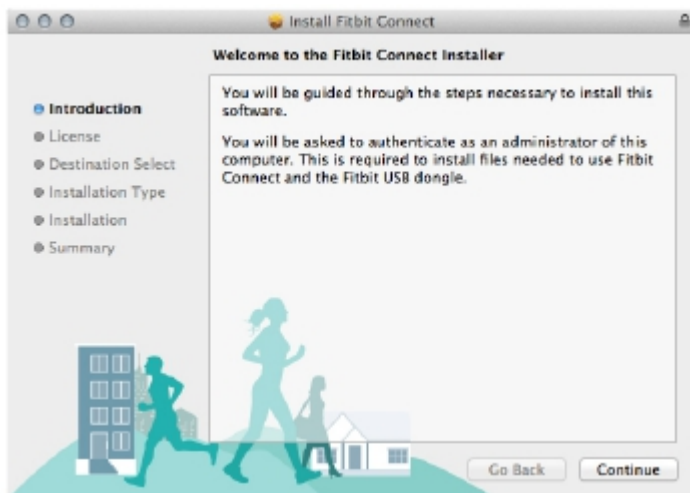 Install Fitbit Connect
Welcome to the Fitbit Connect Installer
Introduction
License
Destination Select
Installation Type
Installation
Summary
You will be guided through the steps necessary to install this
software.
You will be asked to authenticate as an administrator of this
computer. This is required to install files needed to use Fitbit
Connect and the Fitbit USB dongle.
Go Back
Continue